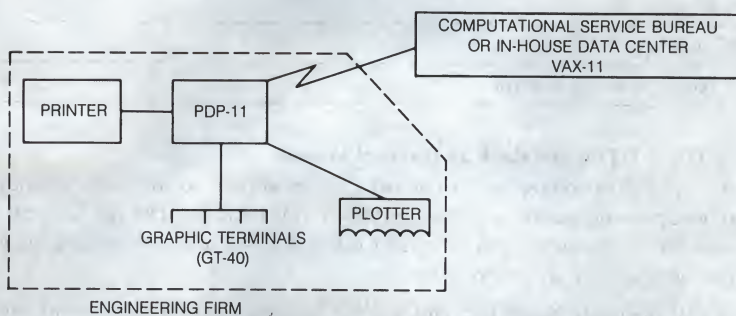 COMPUTATIONAL SERVICE BUREAU
OR IN-HOUSE DATA CENTER
VAX-11
PRINTER
PDP-11
PLOTTER
GRAPHIC TERMINALS
(GT-40)
ENGINEERING FIRM